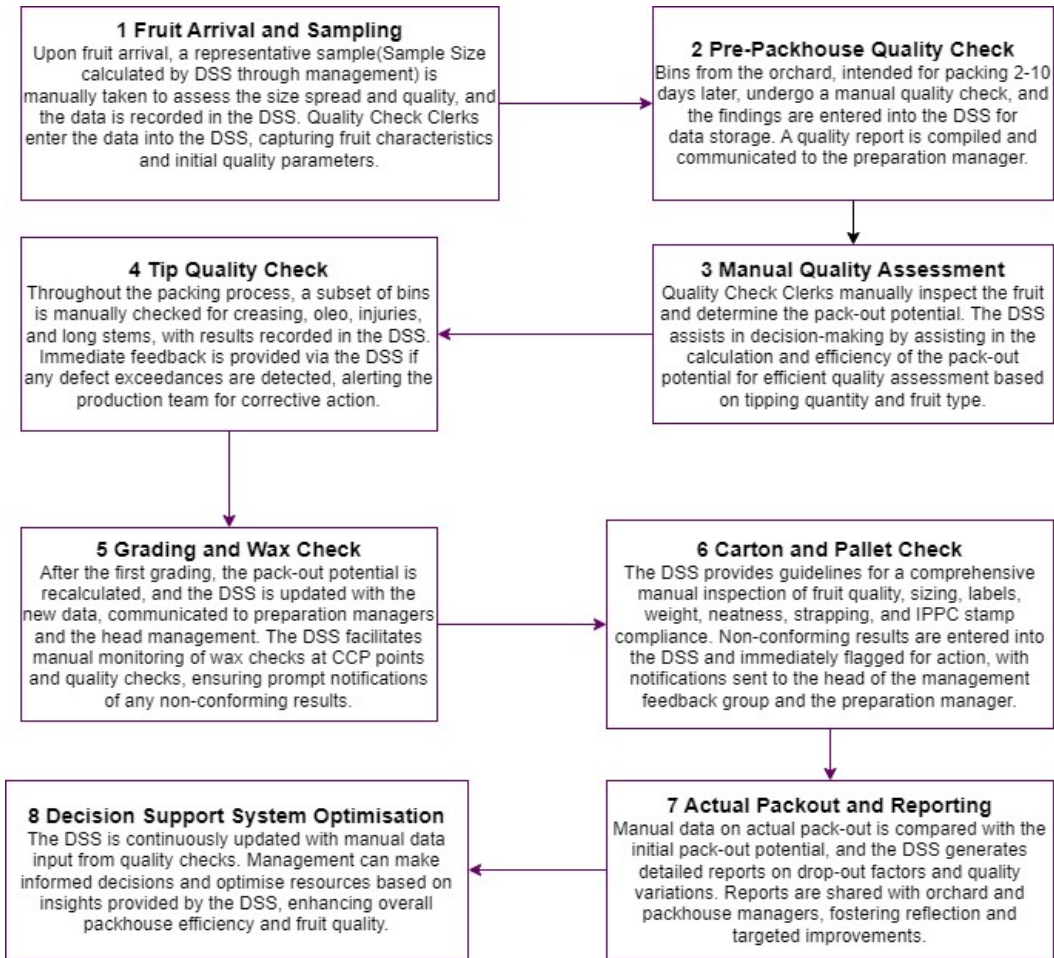 1 Fruit Arrival and Sampling
Upon fruit arrival, a representative sample(Sample Size
calculated by DSS through management) is
manually taken to assess the size spread and quality, and
the data is recorded in the DSS. Quality Check Clerks
enter the data into the DSS, capturing fruit characteristics
and initial quality parameters.
2 Pre-Packhouse Quality Check
Bins from the orchard, intended for packing 2-10
days later, undergo a manual quality check, and
the findings are entered into the DSS for
data storage. A quality report is compiled and
communicated to the preparation manager.
3 Manual Quality Assessment
Quality Check Clerks manually inspect the fruit
and determine the pack-out potential. The DSS
assists in decision-making by assisting in the
calculation and efficiency of the pack-out
potential for efficient quality assessment based
on tipping quantity and fruit type.
4 Tip Quality Check
Throughout the packing process, a subset of bins
is manually checked for creasing, oleo, injuries,
and long stems, with results recorded in the DSS.
Immediate feedback is provided via the DSS if
any defect exceedances are detected, alerting the
production team for corrective action.
5 Grading and Wax Check
After the first grading, the pack-out potential is
recalculated, and the DSS is updated with the
new data, communicated to preparation managers
and the head management. The DSS facilitates
manual monitoring of wax checks at CCP points
and quality checks, ensuring prompt notifications
of any non-conforming results.
6 Carton and Pallet Check
The DSS provides guidelines for a comprehensive
manual inspection of fruit quality, sizing, labels,
weight, neatness, strapping, and IPPC stamp
compliance. Non-conforming results are entered into
the DSS and immediately flagged for action, with
notifications sent to the head of the management
feedback group and the preparation manager.
7 Actual Packout and Reporting
Manual data on actual pack-out is compared with the
initial pack-out potential, and the DSS generates
detailed reports on drop-out factors and quality
variations. Reports are shared with orchard and
packhouse managers, fostering reflection and
targeted improvements.
8 Decision Support System Optimisation
The DSS is continuously updated with manual data
input from quality checks. Management can make
informed decisions and optimise resources based on
insights provided by the DSS, enhancing overall
packhouse efficiency and fruit quality.